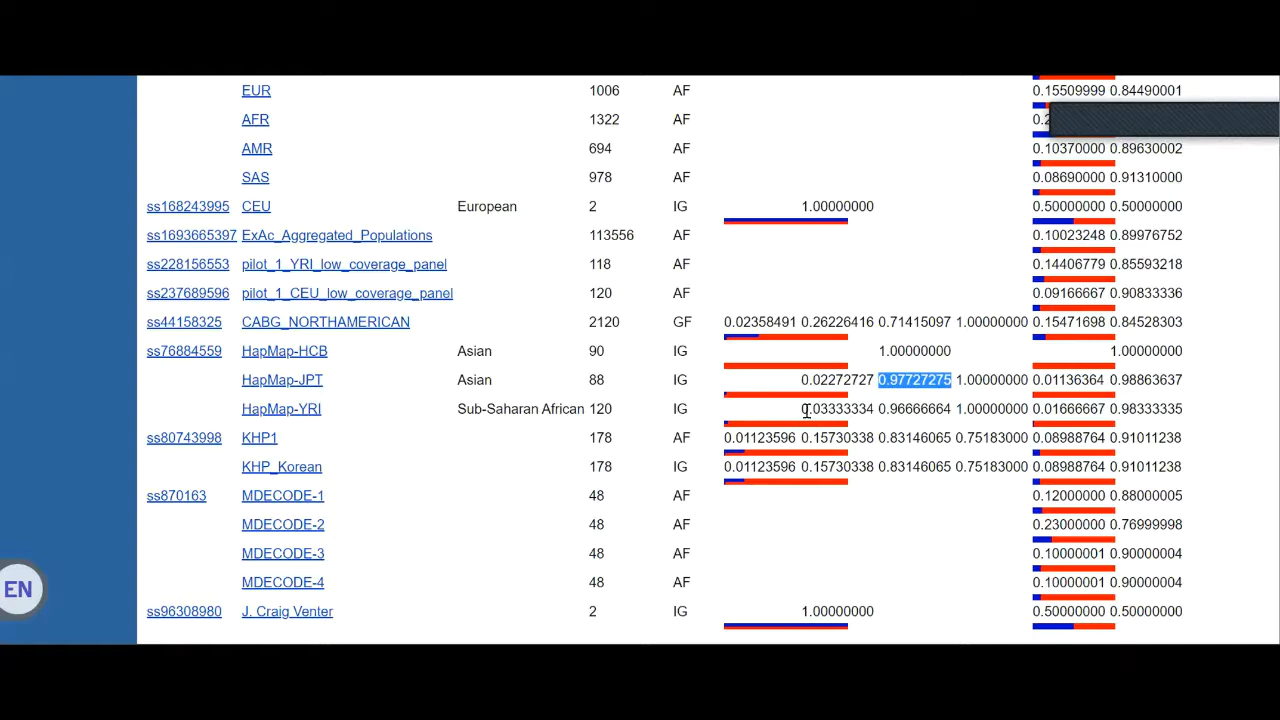 EUR 1006 AF 0.15509999 0.84490001
AFR 1322 AF
AMR 694 AF 0.10370000 0.89630002
SAS 978 AF 0.08690000 0.91310000
ss168243995 CEU European 2 IG 1.00000000 0.50000000 0.50000000
ss1693665397 ExAc_Aggregated_Populations 113556 AF 0.10023248 0.89976752
ss228156553 pilot_1_YRI_low_coverage_panel 118 AF 0.14406779 0.85593218
ss237689596 pilot_1_CEU_low_coverage_panel 120 AF 0.09166667 0.90833336
ss44158325 CABG_NORTHAMERICAN 2120 GF 0.02358491 0.26226416 0.71415097 1.00000000 0.15471698 0.84528303
ss76884559 HapMap-HCB Asian 90 IG 1.00000000 1.00000000
HapMap-JPT Asian 88 IG 0.02272727 0.97727275 1.00000000 0.01136364 0.98863637
HapMap-YRI Sub-Saharan African 120 IG 0.03333334 0.96666664 1.00000000 0.01666667 0.98333335
ss80743998 KHP1 178 AF 0.01123596 0.15730338 0.83146065 0.75183000 0.08988764 0.91011238
KHP_Korean 178 IG 0.01123596 0.15730338 0.83146065 0.75183000 0.08988764 0.91011238
ss870163 MDECODE-1 48 AF 0.12000000 0.88000005
MDECODE-2 48 AF 0.23000000 0.76999998
MDECODE-3 48 AF 0.10000001 0.90000004
MDECODE-4 48 AF 0.10000001 0.90000004
EN
ss96308980 J. Craig Venter 2 IG 1.00000000 0.50000000 0.50000000